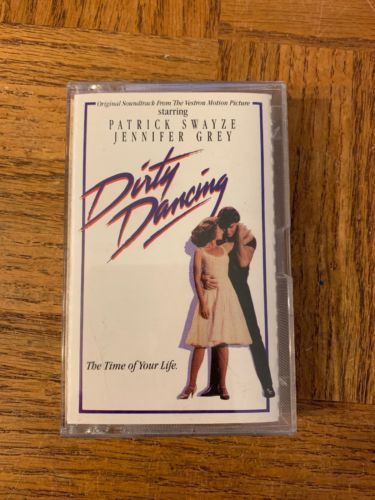 Original Soundtrack From The Vestron Motion Picture
starring
PATRICK SWAYZE
JENNIFER GREY
Dirty
Dancing
The Time of Your Life.